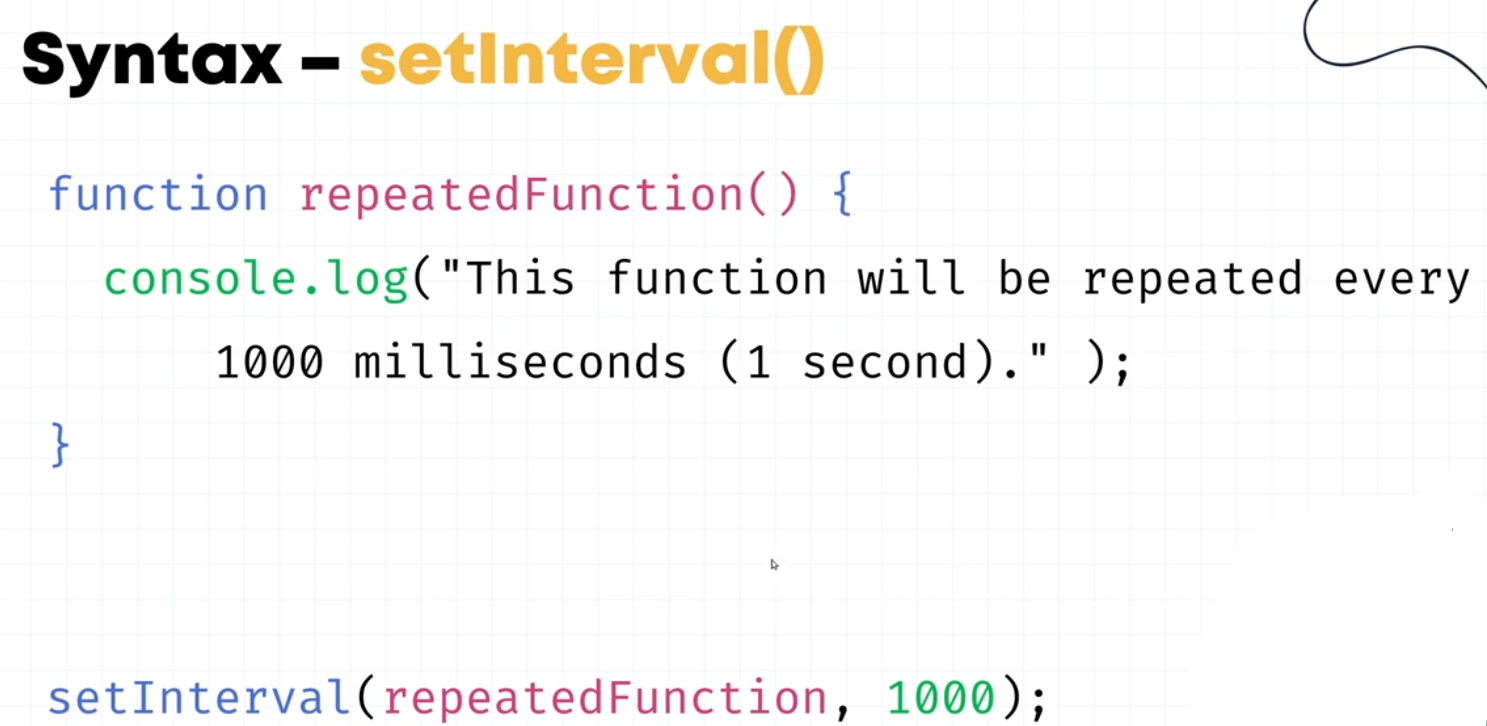 Syntax – setInterval()
function repeatedFunction() {
console.log("This function will be repeated every
1000 milliseconds (1 second)." );
}
setInterval(repeatedFunction, 1000);